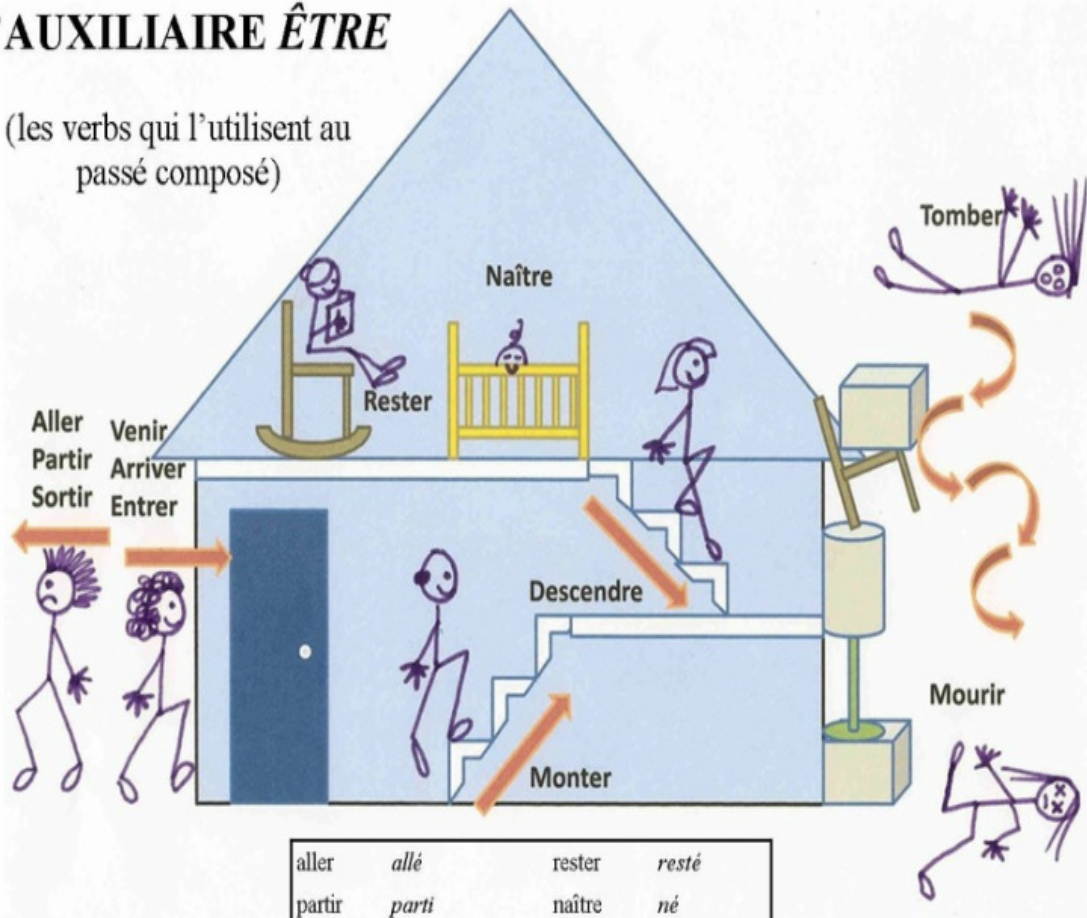 'AUXILIAIRE ÊTRE
(les verbs qui l'utilisent au
passé composé)
Tomber
Naître
Rester
Aller
Partir
Sortir
Venir
Arriver
Entrer
Descendre
Mourir
Monter
aller allé rester resté
partir parti naître né